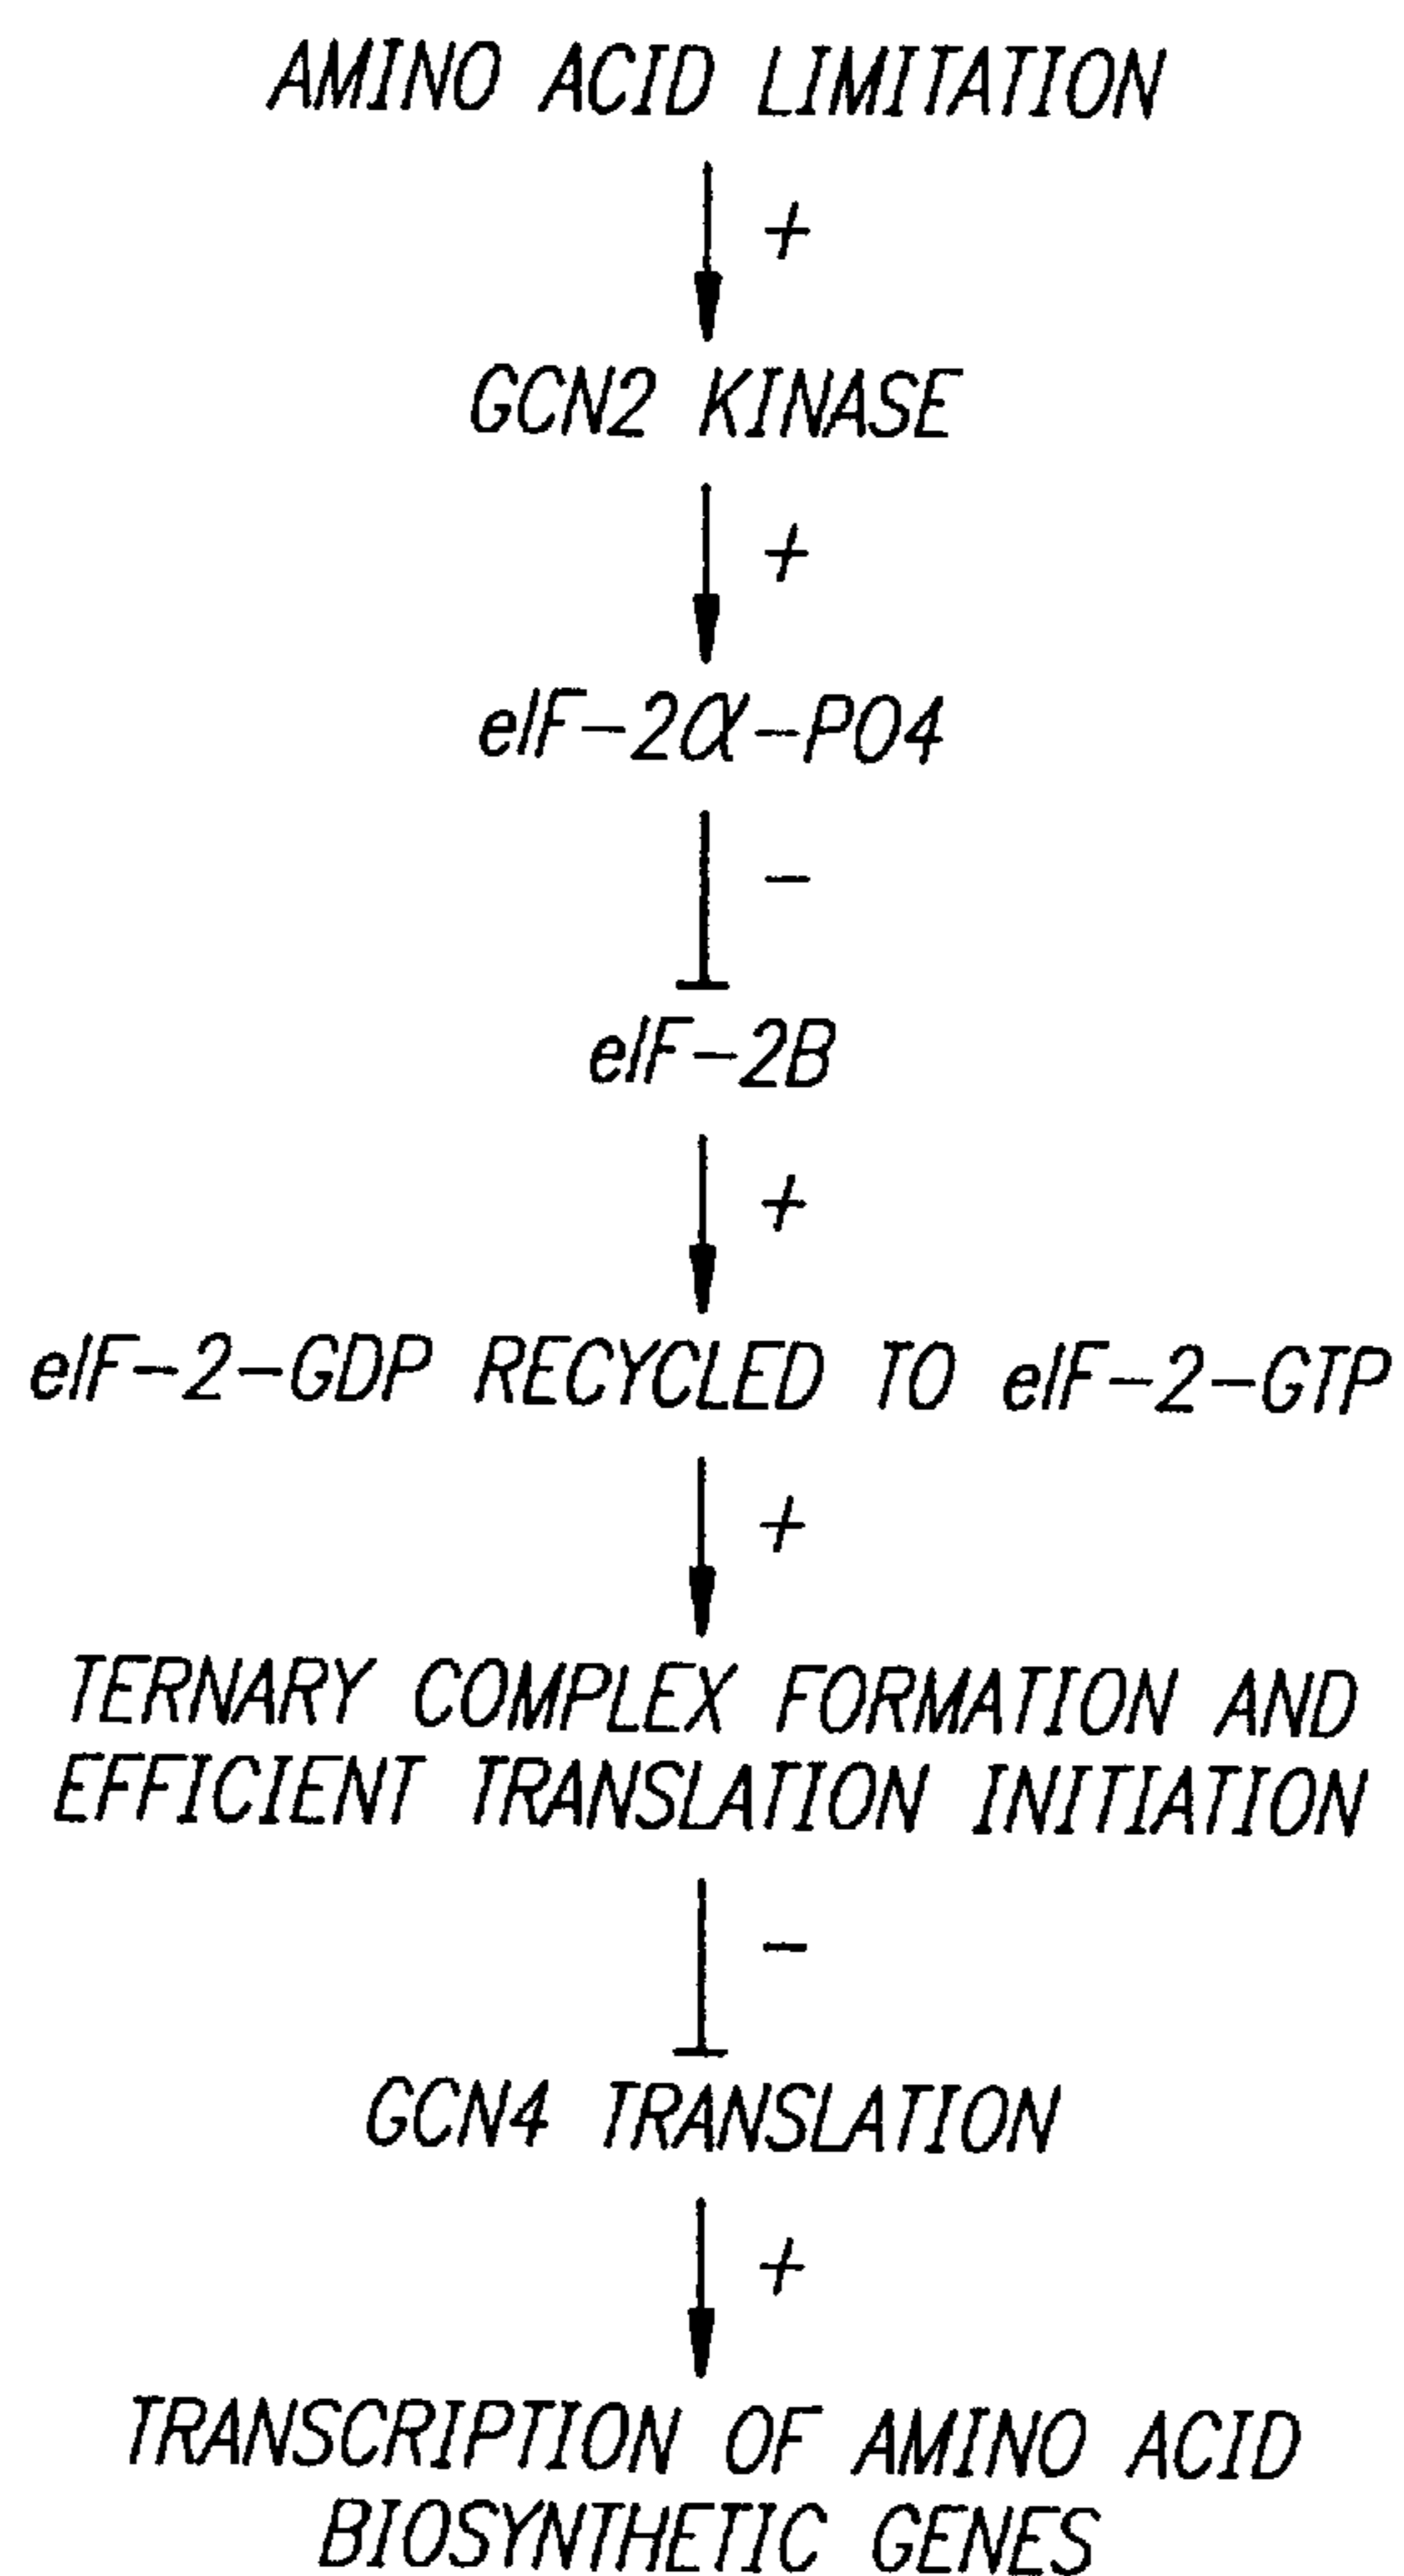 AMINO ACID LIMITATION
+
GCN2 KINASE
+
eIF-2α-PO4
-
eIF-2B
+
eIF-2-GDP RECYCLED TO eIF-2-GTP
+
TERNARY COMPLEX FORMATION AND
EFFICIENT TRANSLATION INITIATION
-
GCN4 TRANSLATION
+
TRANSCRIPTION OF AMINO ACID
BIOSYNTHETIC GENES